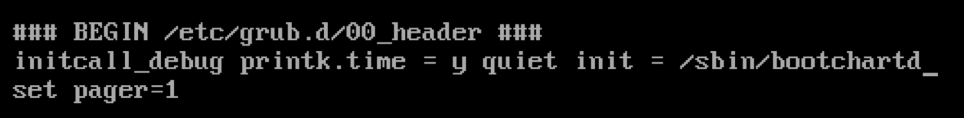 ### BEGIN /etc/grub.d/00_header ###
initcall_debug printk.time = y quiet init = /sbin/bootchartd_
set pager=1